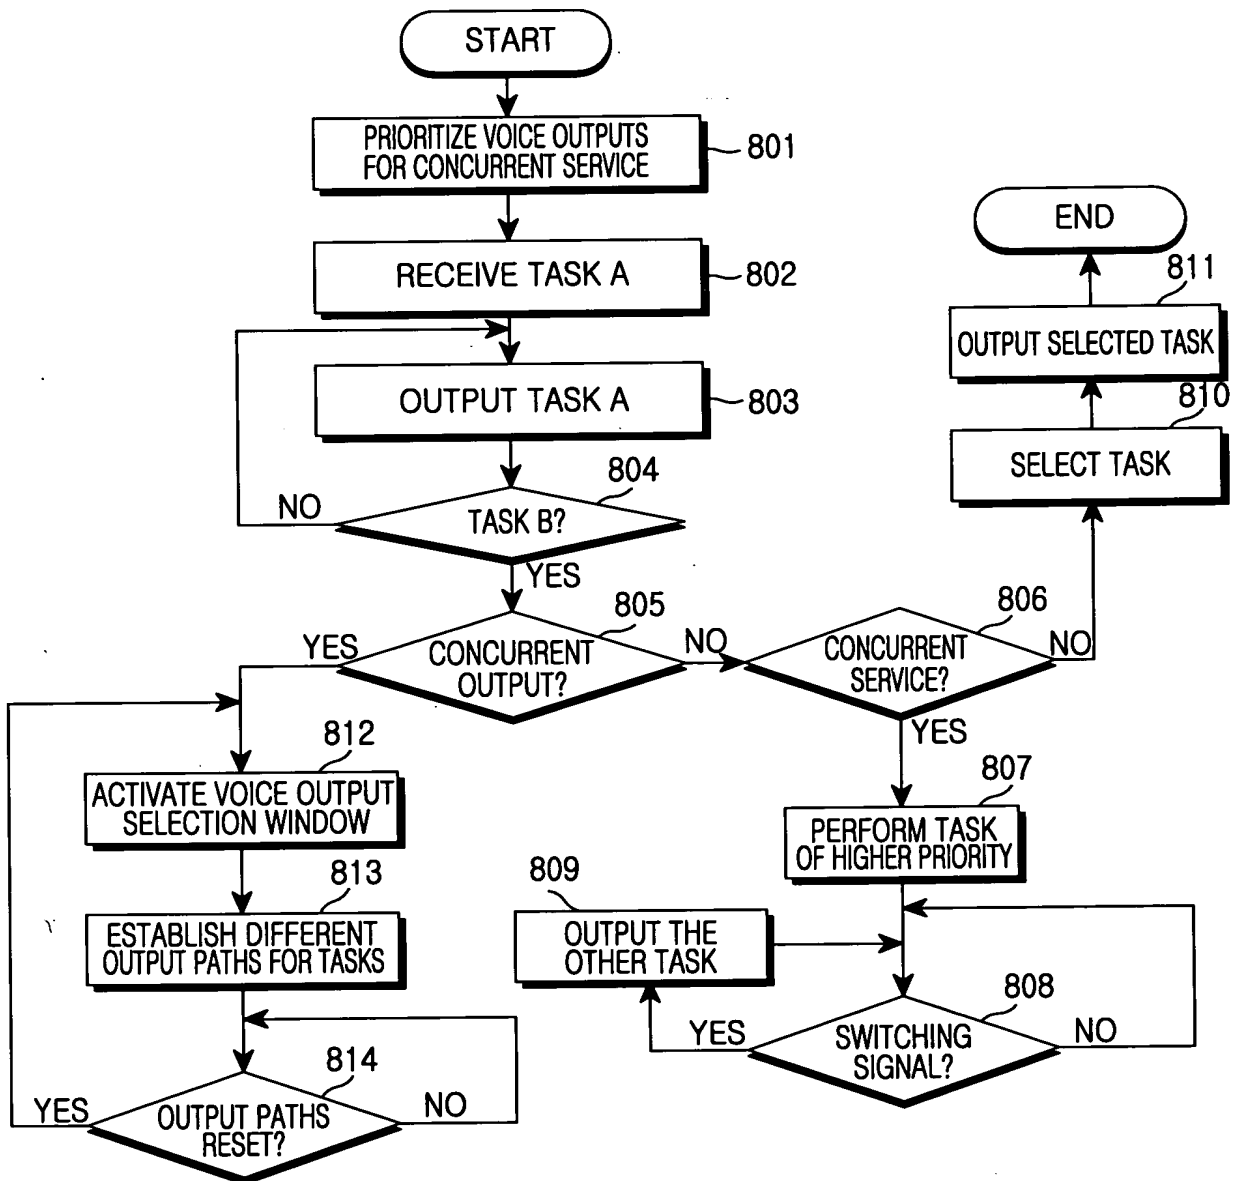 START
PRIORITIZE VOICE OUTPUTS
FOR CONCURRENT SERVICE
801
RECEIVE TASK A
802
OUTPUT TASK A
803
804
TASK B?
NO
YES
805
CONCURRENT
OUTPUT?
YES
NO
806
CONCURRENT
SERVICE?
NO
YES
END
811
OUTPUT SELECTED TASK
810
SELECT TASK
812
ACTIVATE VOICE OUTPUT
SELECTION WINDOW
813
ESTABLISH DIFFERENT
OUTPUT PATHS FOR TASKS
814
OUTPUT PATHS
RESET?
YES
NO
807
PERFORM TASK
OF HIGHER PRIORITY
809
OUTPUT THE
OTHER TASK
808
SWITCHING
SIGNAL?
YES
NO